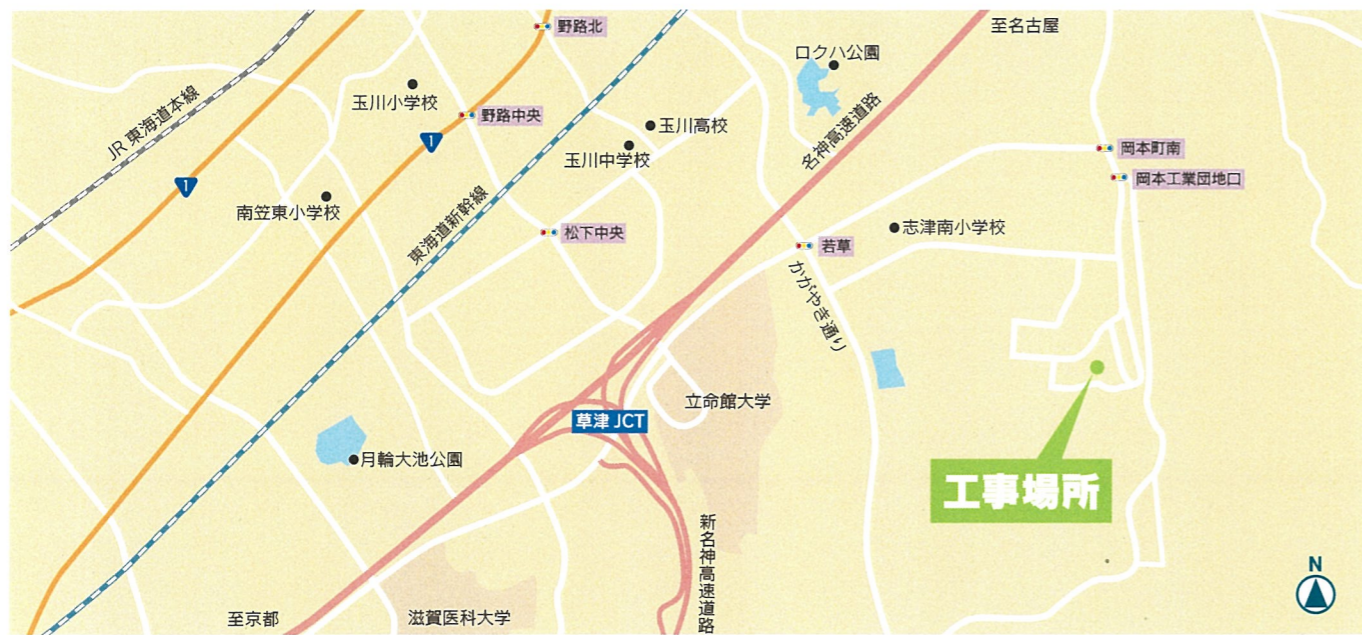 野路北
至名古屋
ロクハ公園
JR 東海道本線
玉川小学校
野路中央
1
玉川高校
名神高速道路
玉川中学校
岡本町南
1
岡本工業団地口
南笠東小学校
東海道新幹線
松下中央
志津南小学校
若草
かがやき通り
立命館大学
草津 JCT
月輪大池公園
工事場所
新名神高速道路
N
至京都
滋賀医科大学